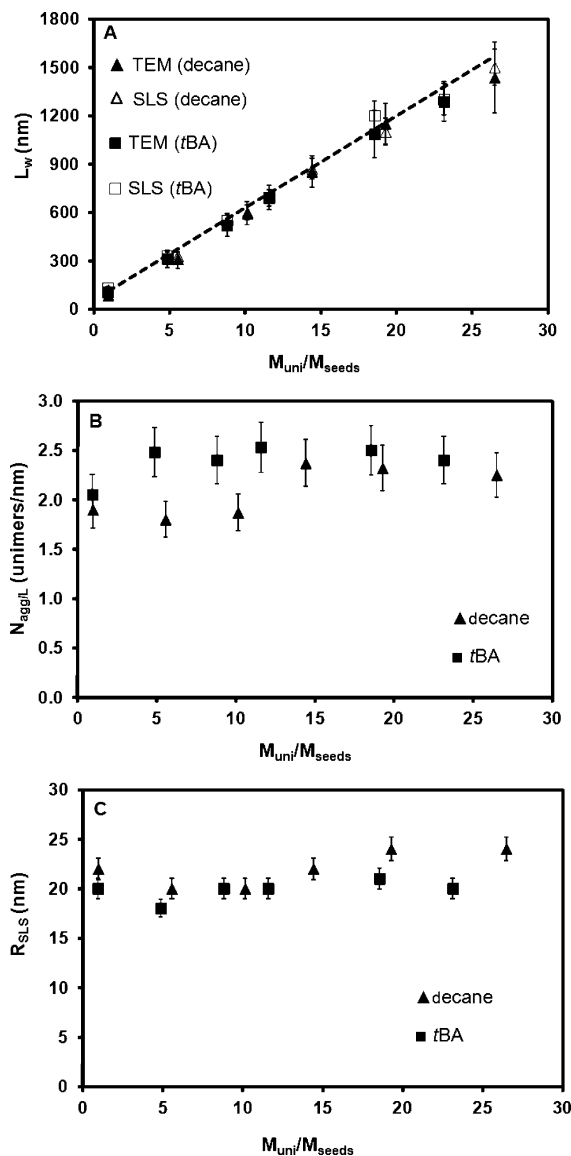 A
1800
1500
1200
900
600
300
0
L_w (nm)
TEM (decane)
SLS (decane)
TEM (tBA)
SLS (tBA)
0 5 10 15 20 25 30
M_uni/M_seeds
B
3.0
2.5
2.0
1.5
1.0
0.5
0.0
N_agg/L (unimers/nm)
decane
tBA
0 5 10 15 20 25 30
M_uni/M_seeds
C
30
25
20
15
10
5
0
R_SLS (nm)
decane
tBA
0 5 10 15 20 25 30
M_uni/M_seeds